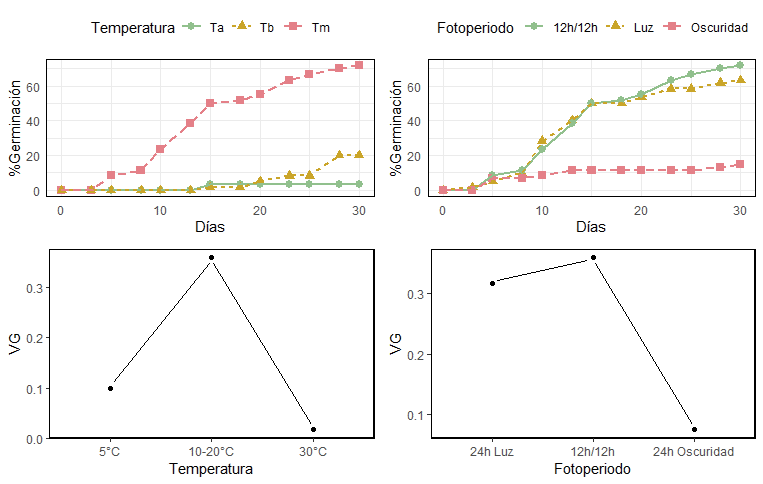 Temperatura Ta Tb Tm
%Germinación
60
40
20
0
0 10 20 30
Días
Fotoperiodo 12h/12h Luz Oscuridad
%Germinación
60
40
20
0
0 10 20 30
Días
VG
0.3
0.2
0.1
0.0
5°C 10-20°C 30°C
Temperatura
VG
0.3
0.2
0.1
24h Luz 12h/12h 24h Oscuridad
Fotoperiodo